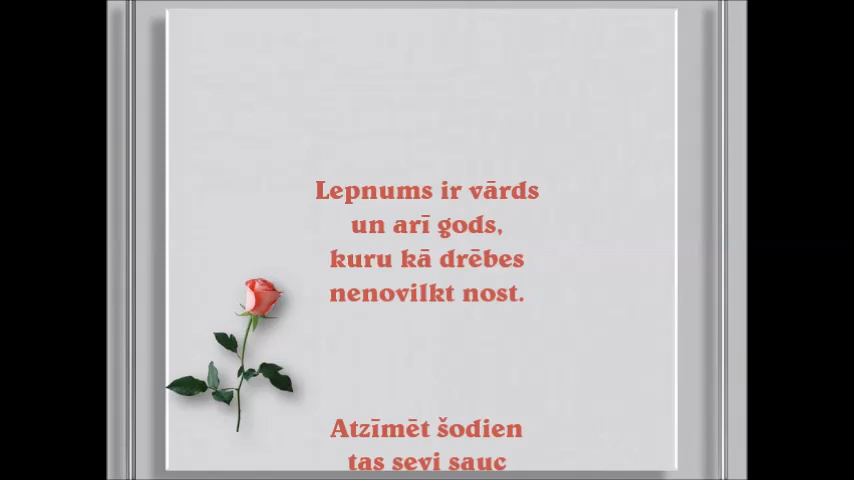 Lepnums ir vārds
un arī gods,
kuru kā drēbes
nenovilkt nost.
Atzīmēt šodien
tas sevi sauc